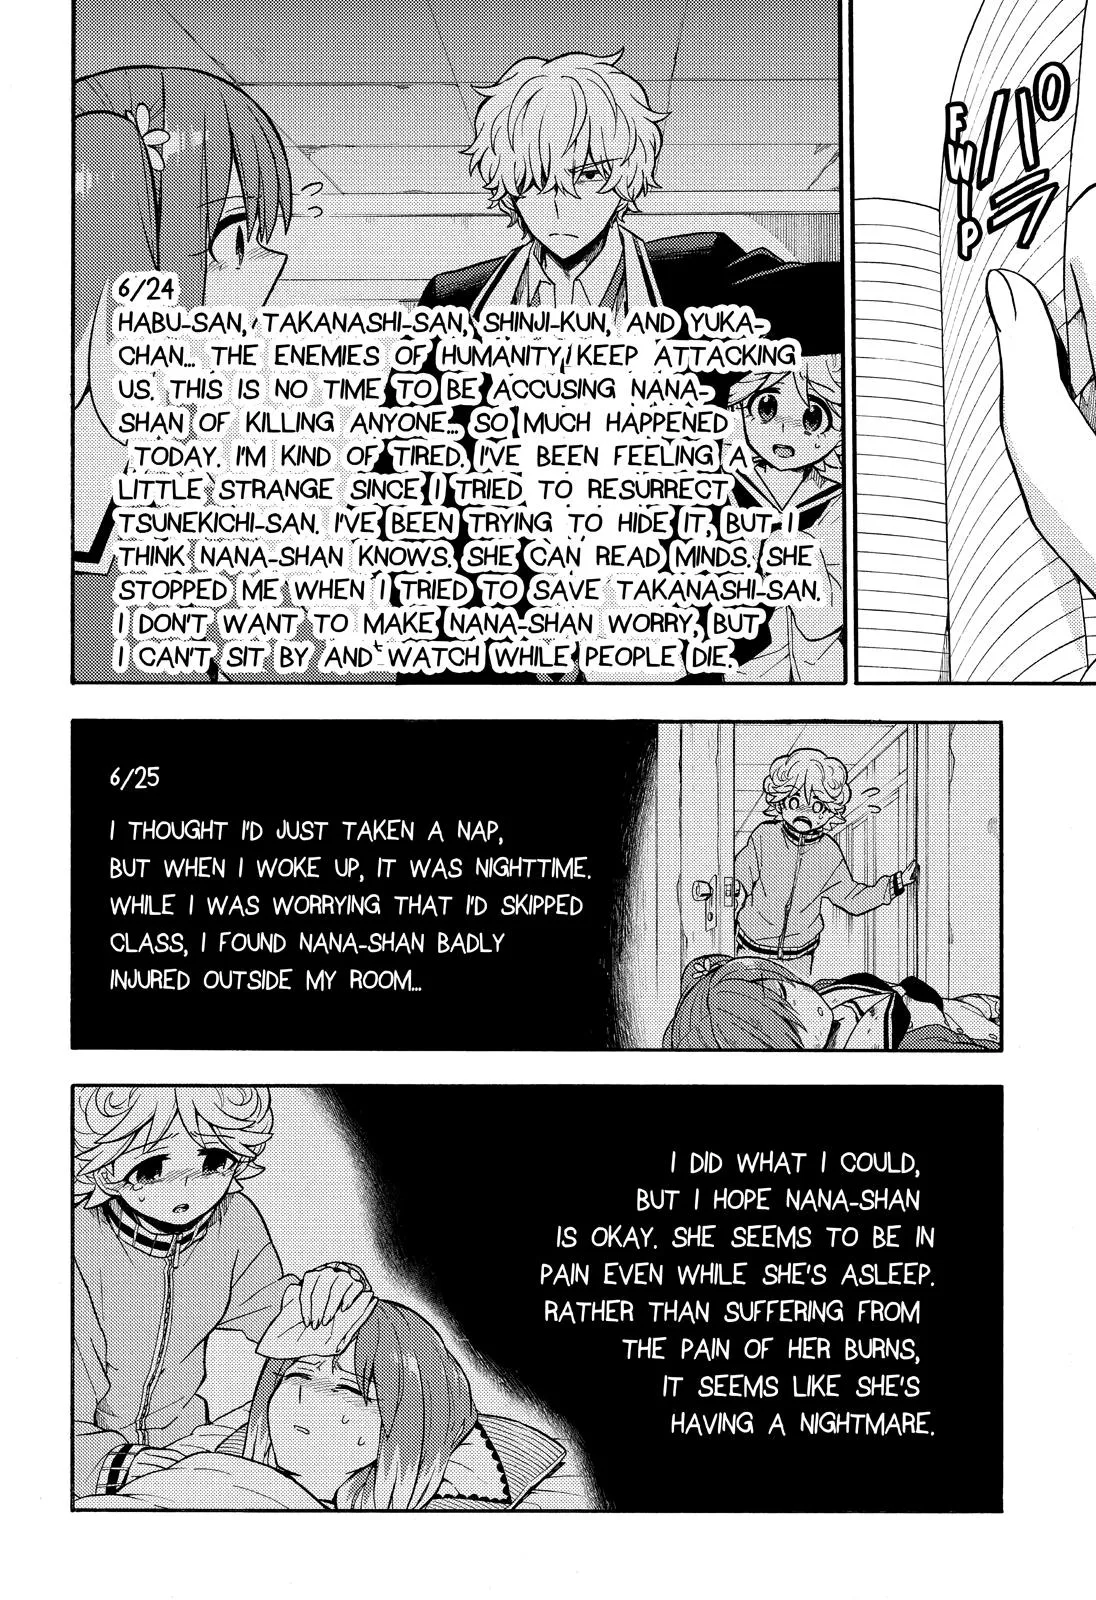 パラ
FWIP
6/24
HABU-SAN, TAKANASHI-SAN, SHINJI-KUN, AND YUKA-
CHAN... THE ENEMIES OF HUMANITY KEEP ATTACKING
US. THIS IS NO TIME TO BE ACCUSING NANA-
SHAN OF KILLING ANYONE... SO MUCH HAPPENED
TODAY. I'M KIND OF TIRED. I'VE BEEN FEELING A
LITTLE STRANGE SINCE I TRIED TO RESURRECT
TSUNEKICHI-SAN. I'VE BEEN TRYING TO HIDE IT, BUT I
THINK NANA-SHAN KNOWS. SHE CAN READ MINDS. SHE
STOPPED ME WHEN I TRIED TO SAVE TAKANASHI-SAN.
I DON'T WANT TO MAKE NANA-SHAN WORRY, BUT
I CAN'T SIT BY AND WATCH WHILE PEOPLE DIE.
6/25
I THOUGHT I'D JUST TAKEN A NAP,
BUT WHEN I WOKE UP, IT WAS NIGHTTIME.
WHILE I WAS WORRYING THAT I'D SKIPPED
CLASS, I FOUND NANA-SHAN BADLY
INJURED OUTSIDE MY ROOM...
I DID WHAT I COULD,
BUT I HOPE NANA-SHAN
IS OKAY. SHE SEEMS TO BE IN
PAIN EVEN WHILE SHE'S ASLEEP.
RATHER THAN SUFFERING FROM
THE PAIN OF HER BURNS,
IT SEEMS LIKE SHE'S
HAVING A NIGHTMARE.